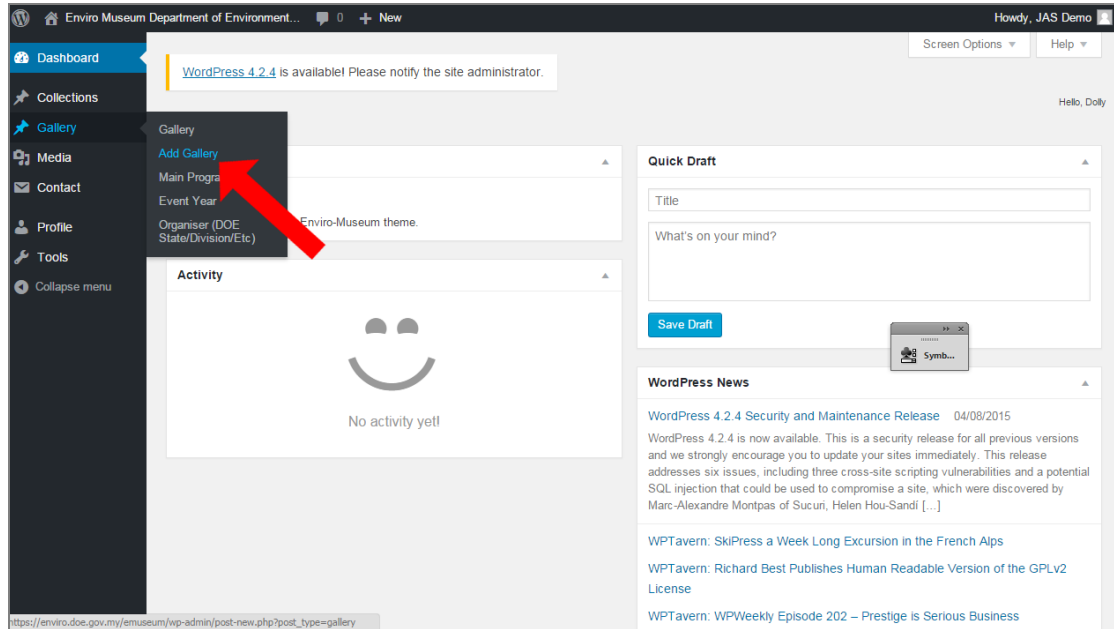 Enviro Museum Department of Environment... 0 + New
Howdy, JAS Demo
Screen Options
Help
Dashboard
Collections
Gallery
Media
Contact
Profile
Tools
Collapse menu
Gallery
Add Gallery
Main
Event Year
Organiser (DOE
State/Division/Etc)
WordPress 4.2.4 is available! Please notify the site administrator.
Hello, Dolly
Enviro-Museum theme.
Activity
No activity yet!
Quick Draft
Title
What's on your mind?
Save Draft
Symb...
WordPress News
WordPress 4.2.4 Security and Maintenance Release 04/08/2015
WordPress 4.2.4 is now available. This is a security release for all previous versions
and we strongly encourage you to update your sites immediately. This release
addresses six issues, including three cross-site scripting vulnerabilities and a potential
SQL injection that could be used to compromise a site, which were discovered by
Marc-Alexandre Montpas of Sucuri, Helen Hou-Sandí [...]
WPTavern: SkiPress a Week Long Excursion in the French Alps
WPTavern: Richard Best Publishes Human Readable Version of the GPLv2
License
WPTavern: WPWeekly Episode 202 – Prestige is Serious Business
https://enviro.doe.gov.my/emuseum/wp-admin/post-new.php?post_type=gallery